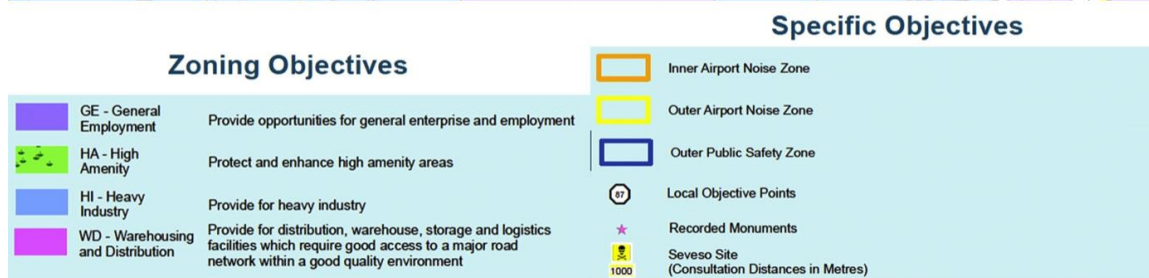 Specific Objectives
Zoning Objectives
GE - General
Employment
Provide opportunities for general enterprise and employment
HA - High
Amenity
Protect and enhance high amenity areas
HI - Heavy
Industry
Provide for heavy industry
WD - Warehousing
and Distribution
Provide for distribution, warehouse, storage and logistics
facilities which require good access to a major road
network within a good quality environment
Inner Airport Noise Zone
Outer Airport Noise Zone
Outer Public Safety Zone
87
Local Objective Points
Recorded Monuments
1000
Seveso Site
(Consultation Distances in Metres)